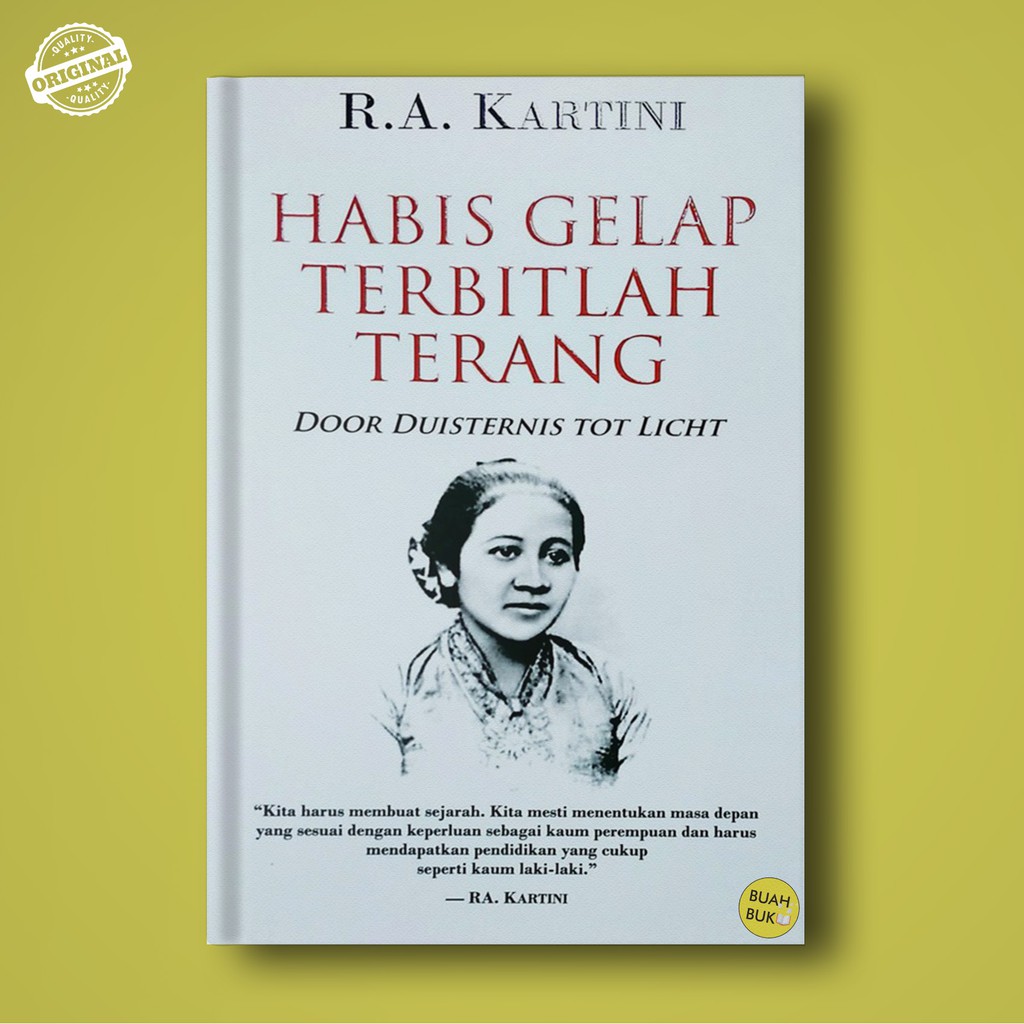 QUALITY
ORIGINAL
QUALITY
R.A. KARTINI
HABIS GELAP
TERBITLAH
TERANG
DOOR DUISTERNIS TOT LICHT
“Kita harus membuat sejarah. Kita mesti menentukan masa depan
yang sesuai dengan keperluan sebagai kaum perempuan dan harus
mendapatkan pendidikan yang cukup
seperti kaum laki-laki.”
— RA. KARTINI
BUAH
BUKU